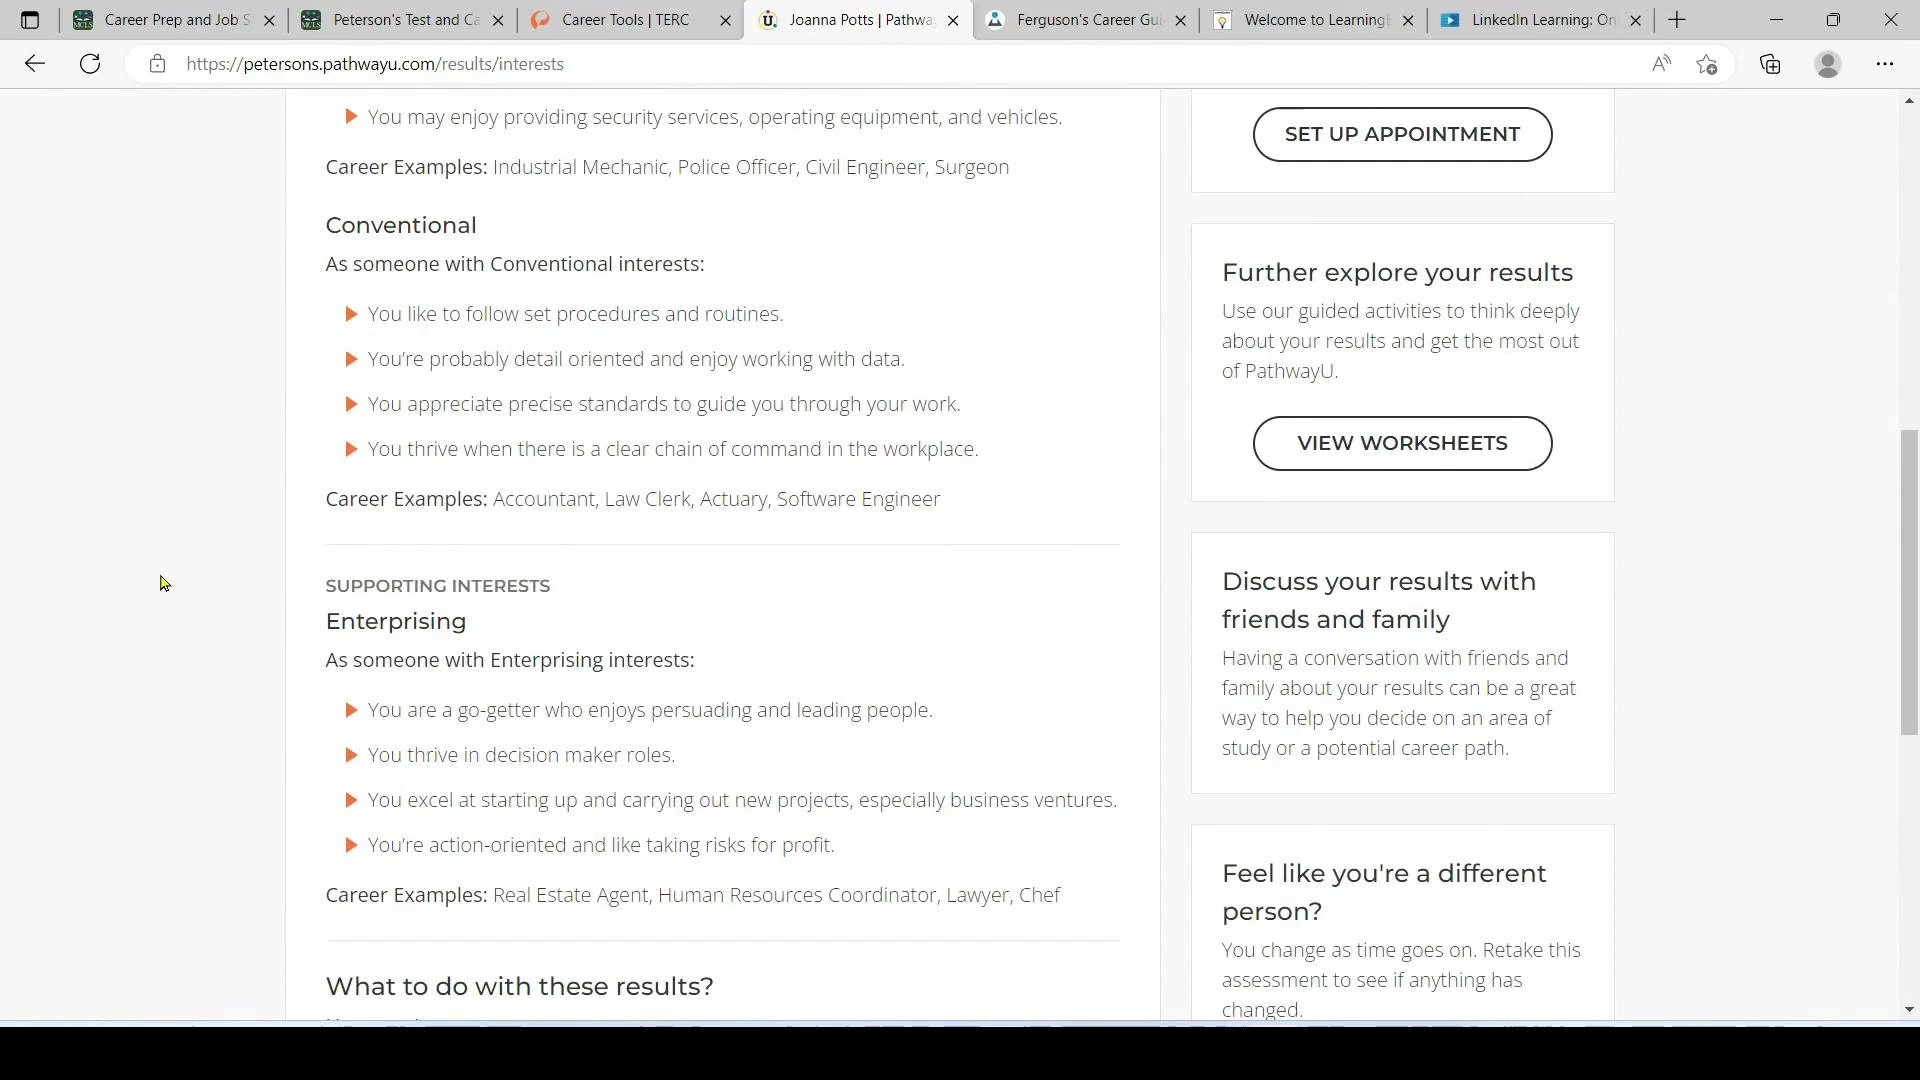 Career Prep and Job S
Peterson's Test and Ca
Career Tools | TERC
Joanna Potts | Pathwa
Ferguson's Career Gui
Welcome to Learning
LinkedIn Learning: On
https://petersons.pathwayu.com/results/interests
You may enjoy providing security services, operating equipment, and vehicles.
Career Examples: Industrial Mechanic, Police Officer, Civil Engineer, Surgeon
Conventional
As someone with Conventional interests:
You like to follow set procedures and routines.
You're probably detail oriented and enjoy working with data.
You appreciate precise standards to guide you through your work.
You thrive when there is a clear chain of command in the workplace.
Career Examples: Accountant, Law Clerk, Actuary, Software Engineer
SUPPORTING INTERESTS
Enterprising
As someone with Enterprising interests:
You are a go-getter who enjoys persuading and leading people.
You thrive in decision maker roles.
You excel at starting up and carrying out new projects, especially business ventures.
You're action-oriented and like taking risks for profit.
Career Examples: Real Estate Agent, Human Resources Coordinator, Lawyer, Chef
What to do with these results?
SET UP APPOINTMENT
Further explore your results
Use our guided activities to think deeply
about your results and get the most out
of PathwayU.
VIEW WORKSHEETS
Discuss your results with
friends and family
Having a conversation with friends and
family about your results can be a great
way to help you decide on an area of
study or a potential career path.
Feel like you're a different
person?
You change as time goes on. Retake this
assessment to see if anything has
changed.